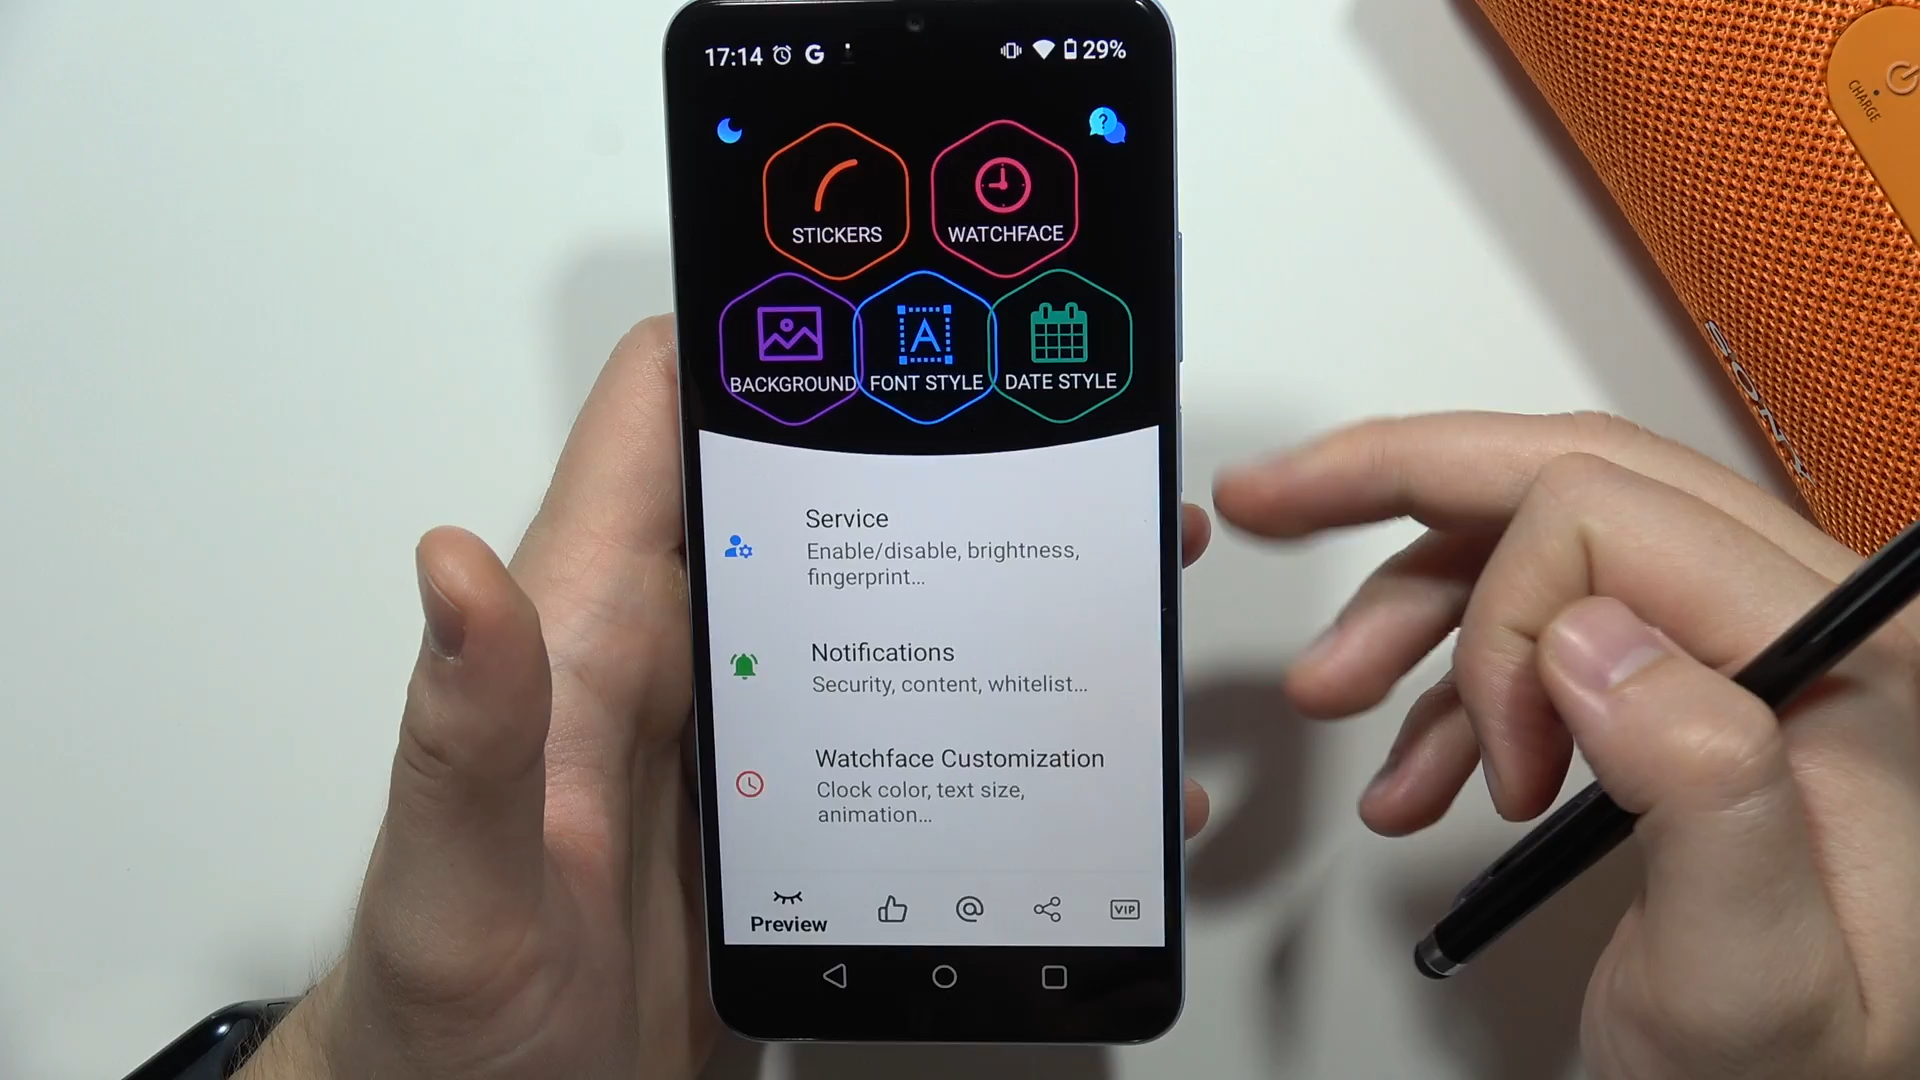 17:14 G 29%
?
STICKERS WATCHFACE
A
BACKGROUND FONT STYLE DATE STYLE
Service
Enable/disable, brightness,
fingerprint...
Notifications
Security, content, whitelist...
Watchface Customization
Clock color, text size,
animation...
Preview @ VIP
CHARGE
SONY